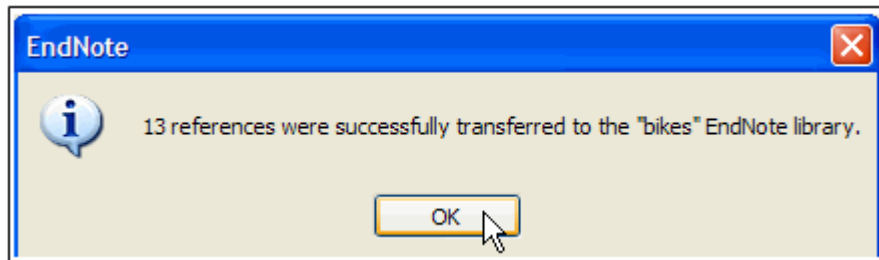 EndNote
13 references were successfully transferred to the "bikes" EndNote library.
OK